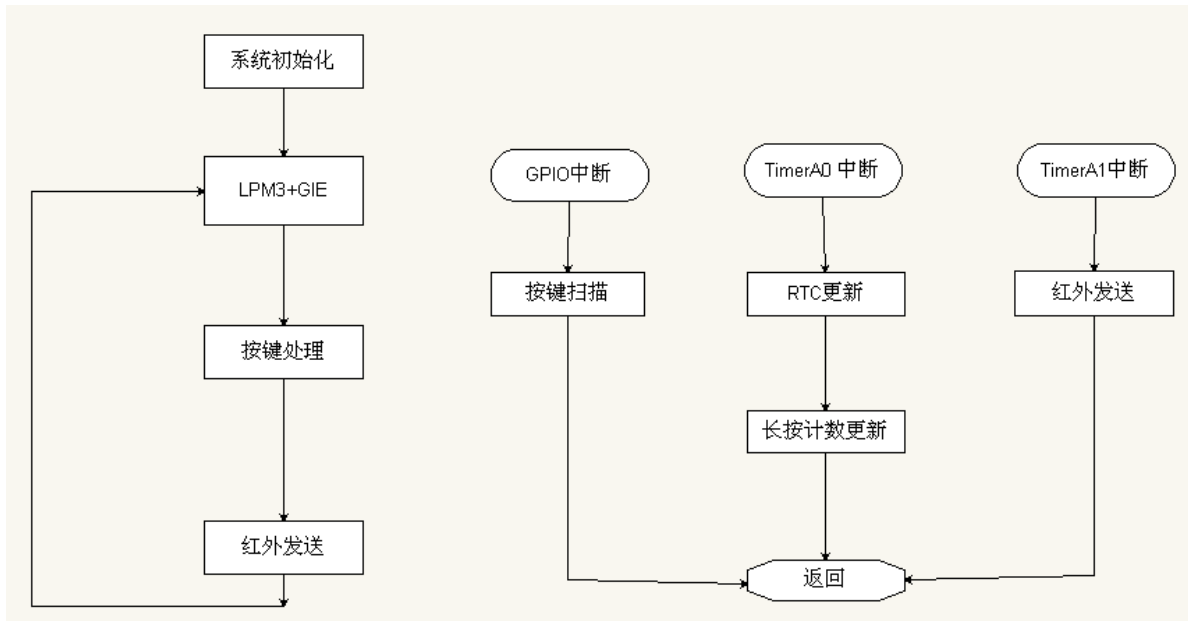 系统初始化
LPM3+GIE
按键处理
红外发送
GPIO中断
按键扫描
TimerA0 中断
RTC更新
长按计数更新
TimerA1中断
红外发送
返回